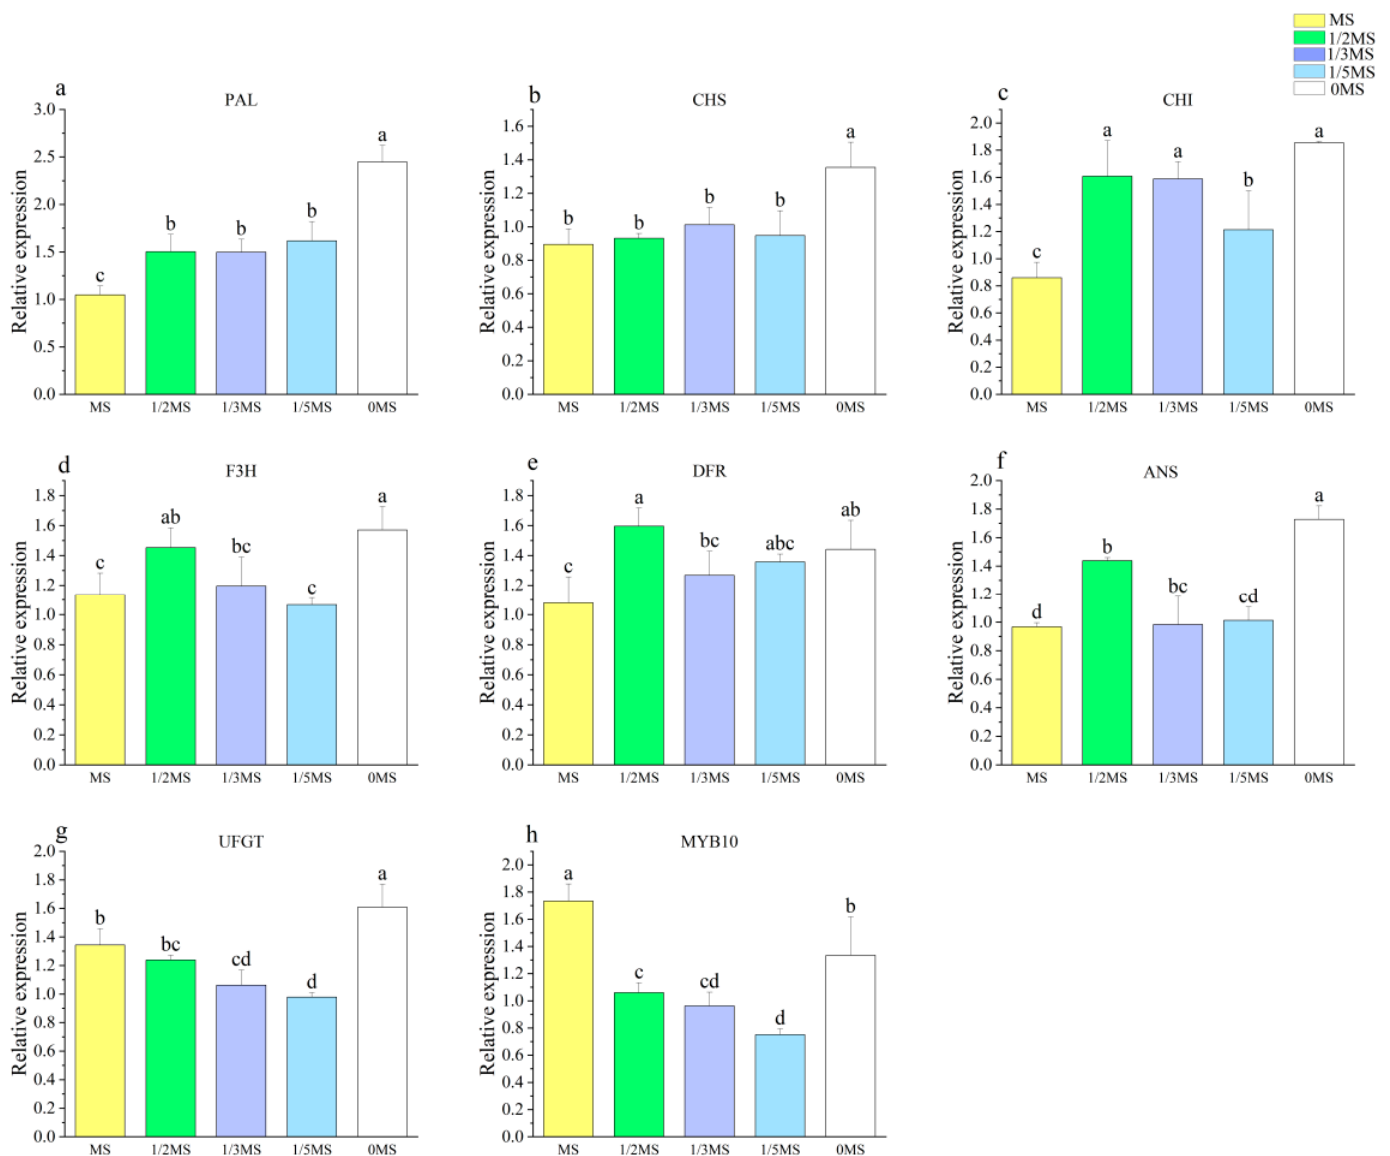 MS
1/2MS
1/3MS
1/5MS
0MS
a
PAL
Relative expression
3.0
2.5
2.0
1.5
1.0
0.5
0.0
c
b
b
b
a
MS 1/2MS 1/3MS 1/5MS 0MS
b
CHS
Relative expression
1.6
1.4
1.2
1.0
0.8
0.6
0.4
0.2
0.0
b
b
b
b
a
MS 1/2MS 1/3MS 1/5MS 0MS
c
CHI
Relative expression
2.0
1.8
1.6
1.4
1.2
1.0
0.8
0.6
0.4
0.2
0.0
c
a
a
b
a
MS 1/2MS 1/3MS 1/5MS 0MS
d
F3H
Relative expression
1.8
1.6
1.4
1.2
1.0
0.8
0.6
0.4
0.2
0.0
c
ab
bc
c
a
MS 1/2MS 1/3MS 1/5MS 0MS
e
DFR
Relative expression
1.8
1.6
1.4
1.2
1.0
0.8
0.6
0.4
0.2
0.0
c
a
bc
abc
ab
MS 1/2MS 1/3MS 1/5MS 0MS
f
ANS
Relative expression
2.0
1.8
1.6
1.4
1.2
1.0
0.8
0.6
0.4
0.2
0.0
d
b
bc
cd
a
MS 1/2MS 1/3MS 1/5MS 0MS
g
UFGT
Relative expression
2.0
1.8
1.6
1.4
1.2
1.0
0.8
0.6
0.4
0.2
0.0
b
bc
cd
d
a
MS 1/2MS 1/3MS 1/5MS 0MS
h
MYB10
Relative expression
2.0
1.8
1.6
1.4
1.2
1.0
0.8
0.6
0.4
0.2
0.0
a
c
cd
d
b
MS 1/2MS 1/3MS 1/5MS 0MS